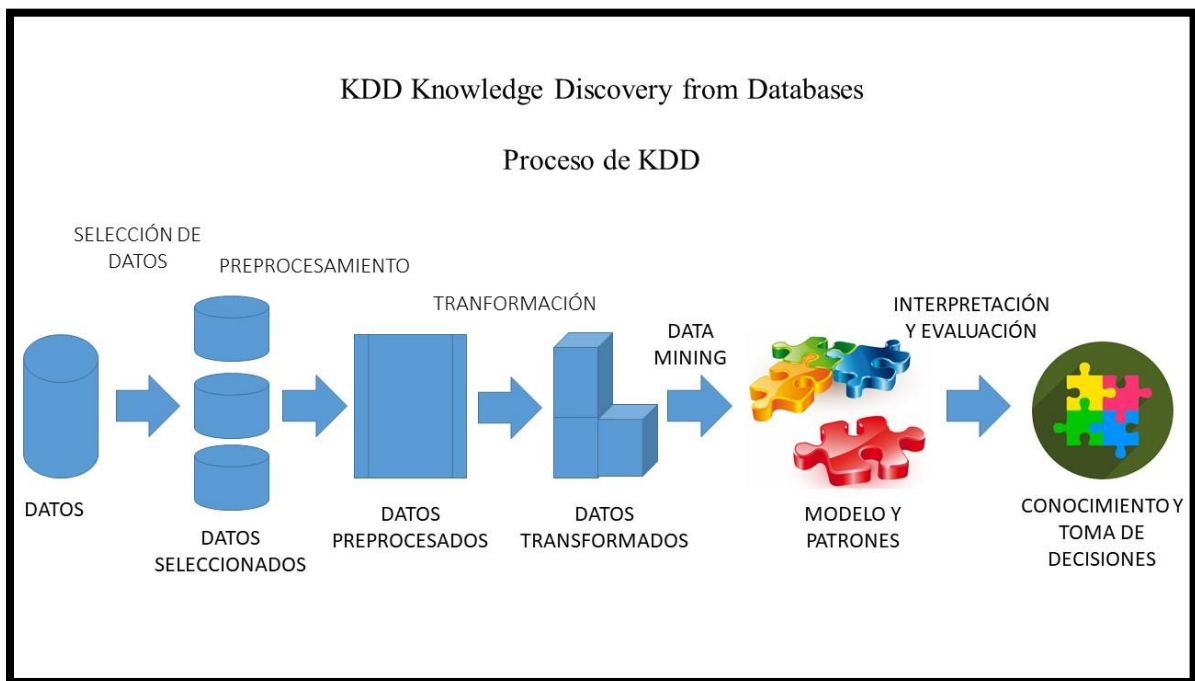 KDD Knowledge Discovery from Databases
Proceso de KDD
SELECCIÓN DE
DATOS
PREPROCESAMIENTO
TRANFORMACIÓN
DATA
MINING
INTERPRETACIÓN
Y EVALUACIÓN
DATOS
DATOS
SELECCIONADOS
DATOS
PREPROCESADOS
DATOS
TRANSFORMADOS
MODELO Y
PATRONES
CONOCIMIENTO Y
TOMA DE
DECISIONES